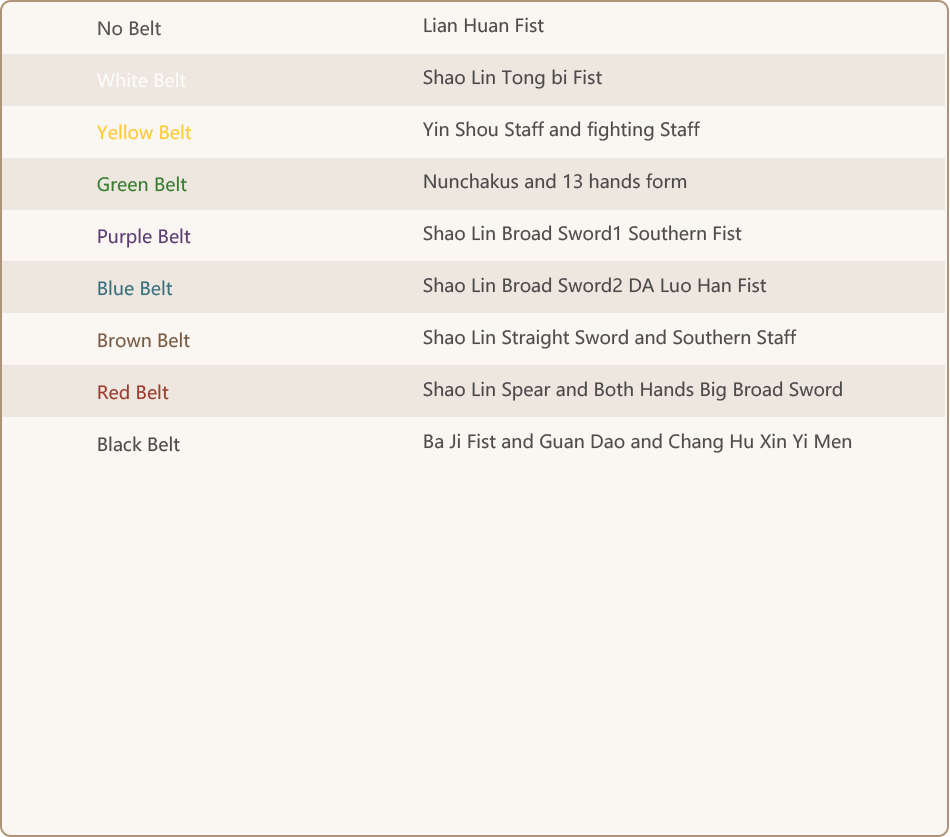 No Belt Lian Huan Fist
White Belt Shao Lin Tong bi Fist
Yellow Belt Yin Shou Staff and fighting Staff
Green Belt Nunchakus and 13 hands form
Purple Belt Shao Lin Broad Sword1 Southern Fist
Blue Belt Shao Lin Broad Sword2 DA Luo Han Fist
Brown Belt Shao Lin Straight Sword and Southern Staff
Red Belt Shao Lin Spear and Both Hands Big Broad Sword
Black Belt Ba Ji Fist and Guan Dao and Chang Hu Xin Yi Men